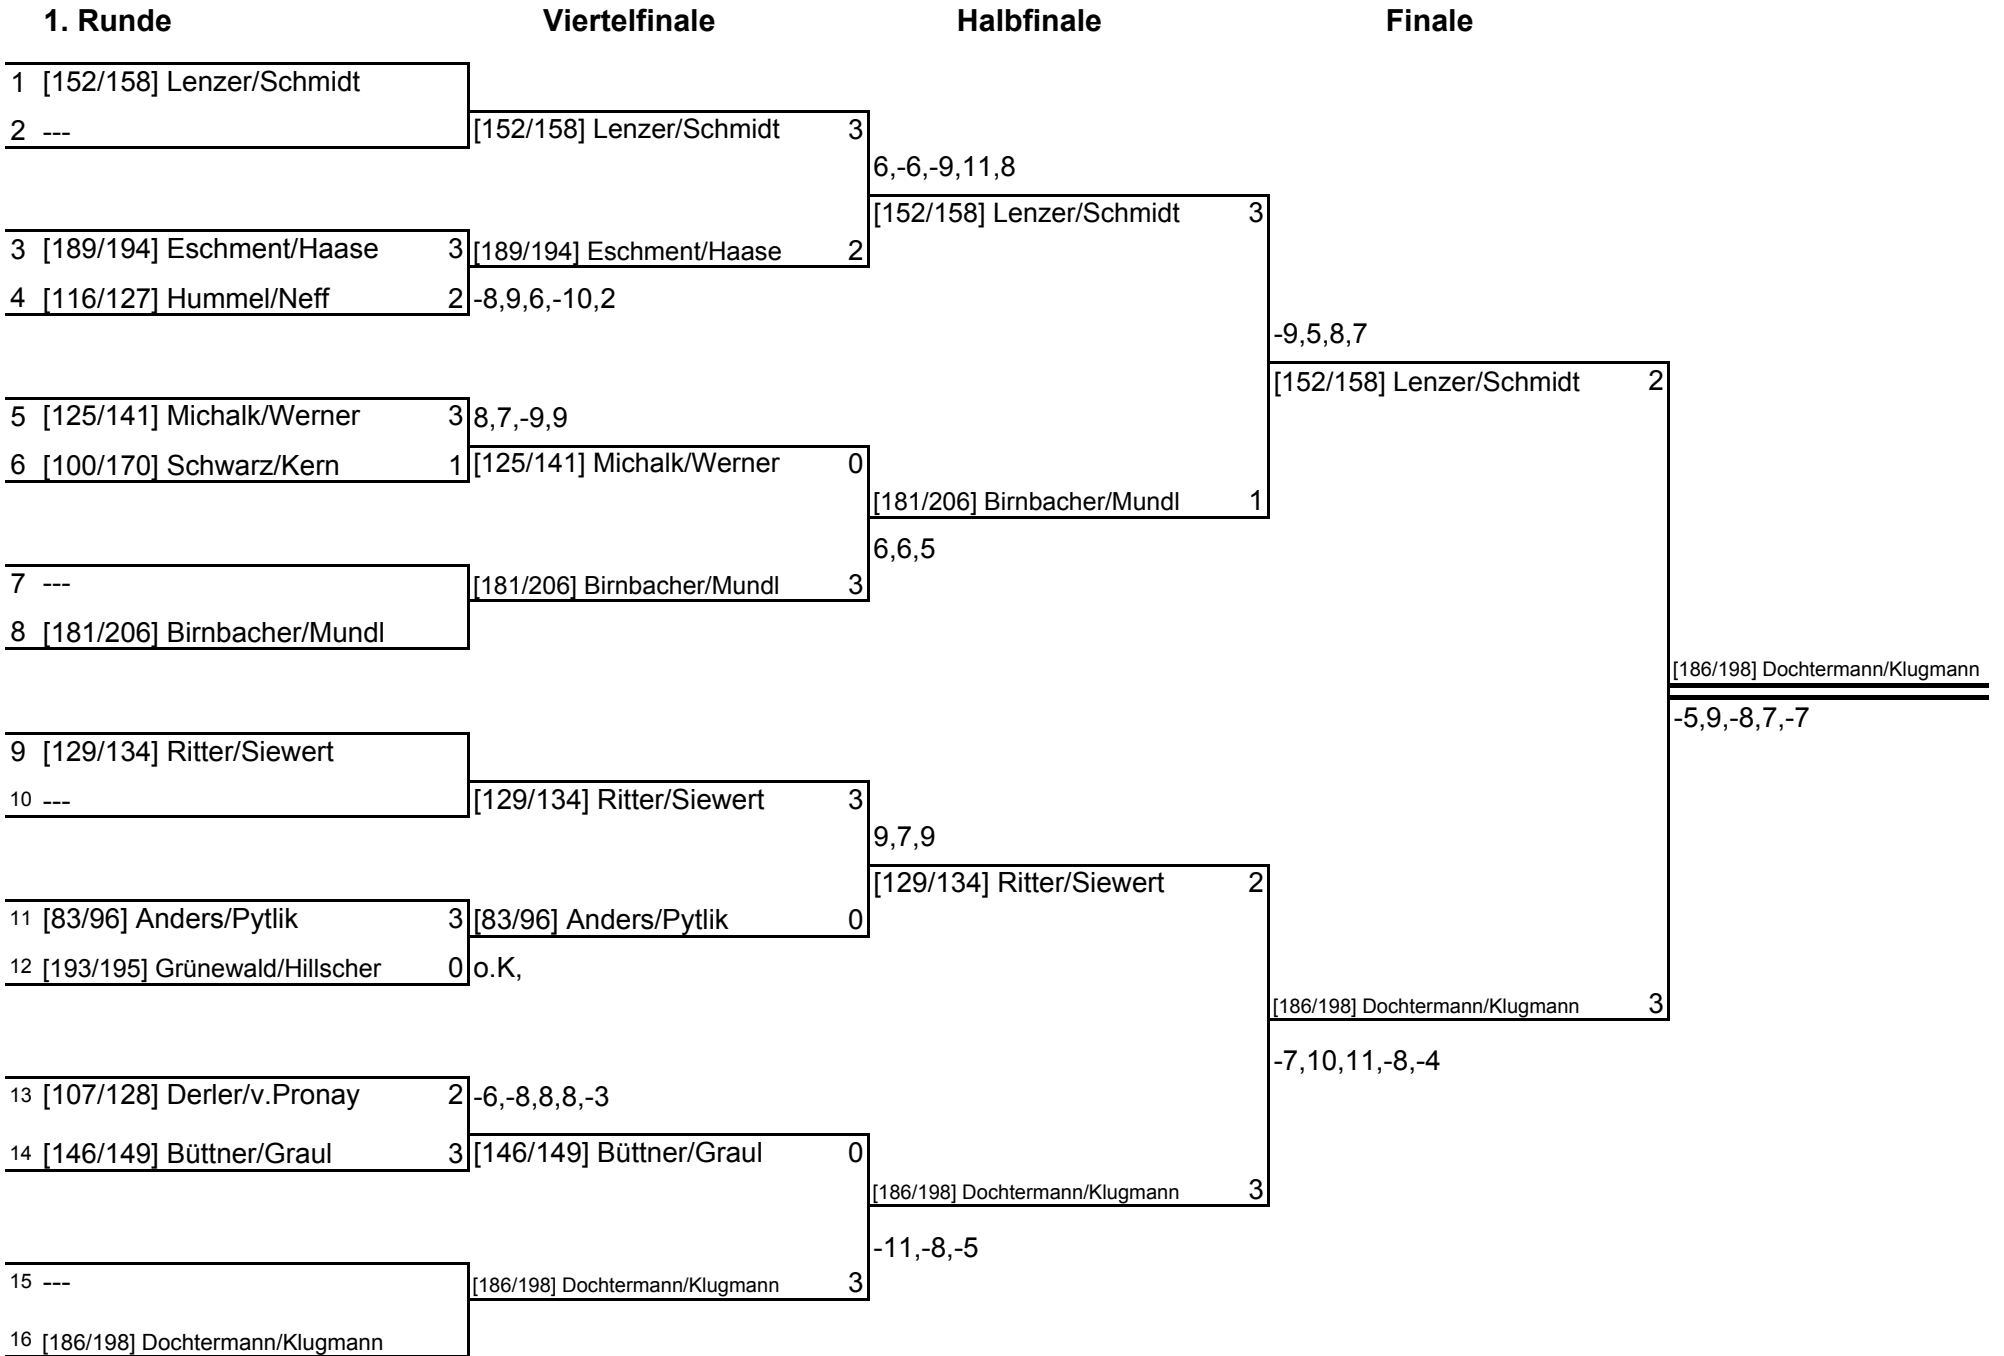 1. Runde Viertelfinale Halbfinale Finale
1 [152/158] Lenzer/Schmidt
2 --- [152/158] Lenzer/Schmidt 3
6,-6,-9,11,8
[152/158] Lenzer/Schmidt 3
3 [189/194] Eschment/Haase 3 [189/194] Eschment/Haase 2
4 [116/127] Hummel/Neff 2 -8,9,6,-10,2
-9,5,8,7
[152/158] Lenzer/Schmidt 2
5 [125/141] Michalk/Werner 3 8,7,-9,9
6 [100/170] Schwarz/Kern 1 [125/141] Michalk/Werner 0
[181/206] Birnbacher/Mundl 1
6,6,5
7 --- [181/206] Birnbacher/Mundl 3
8 [181/206] Birnbacher/Mundl
[186/198] Dochtermann/Klugmann
-5,9,-8,7,-7
9 [129/134] Ritter/Siewert
10 --- [129/134] Ritter/Siewert 3
9,7,9
[129/134] Ritter/Siewert 2
11 [83/96] Anders/Pytlik 3 [83/96] Anders/Pytlik 0
12 [193/195] Grünewald/Hillscher 0 o.K,
[186/198] Dochtermann/Klugmann 3
-7,10,11,-8,-4
13 [107/128] Derler/v.Pronay 2 -6,-8,8,8,-3
14 [146/149] Büttner/Graul 3 [146/149] Büttner/Graul 0
[186/198] Dochtermann/Klugmann 3
-11,-8,-5
15 --- [186/198] Dochtermann/Klugmann 3
16 [186/198] Dochtermann/Klugmann